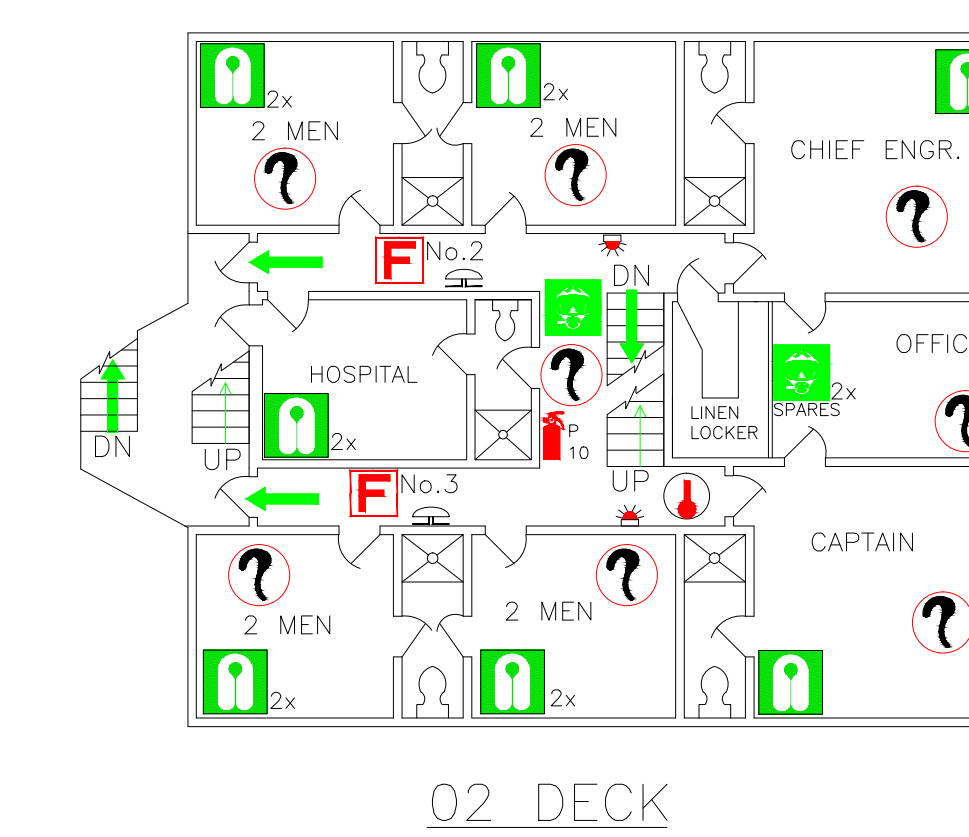 2x
2x
2 MEN
2 MEN
CHIEF ENGR.
F
No.2
DN
OFFIC
HOSPITAL
2x
SPARES
LINEN
LOCKER
P
10
2x
DN
UP
UP
F
No.3
CAPTAIN
2 MEN
2 MEN
2x
2x
02 DECK